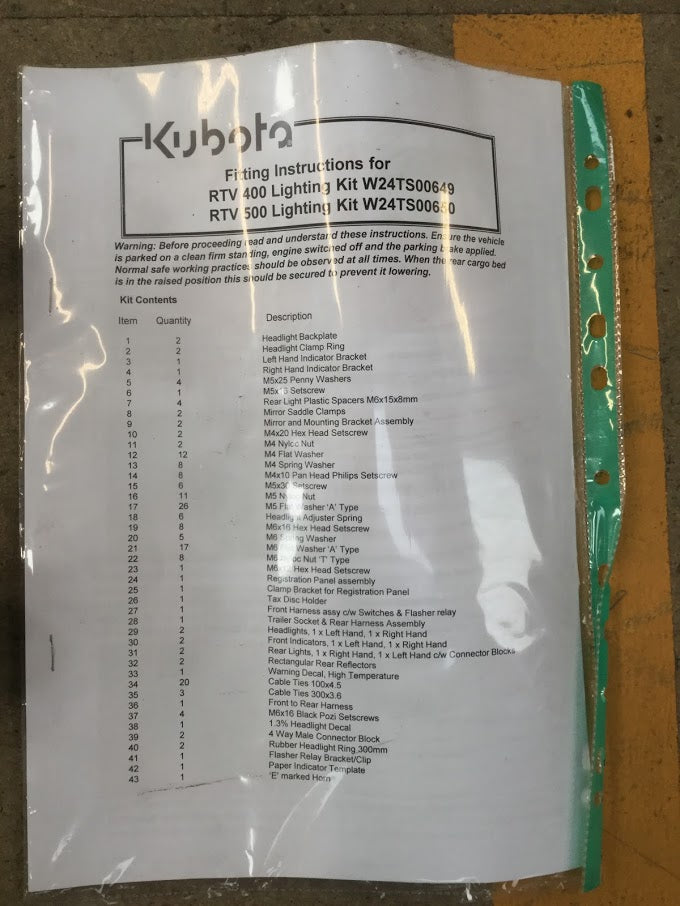 Kubota
Fitting Instructions for
RTV 400 Lighting Kit W24TS00649
RTV 500 Lighting Kit W24TS00650
Warning: Before proceeding read and understand these instructions. Ensure the vehicle
is parked on a clean firm standing, engine switched off and the parking brake applied.
Normal safe working practices should be observed at all times. When the rear cargo bed
is in the raised position this should be secured to prevent it lowering.
Kit Contents
Item Quantity Description
1 2 Headlight Backplate
2 2 Headlight Clamp Ring
3 1 Left Hand Indicator Bracket
4 1 Right Hand Indicator Bracket
5 4 M5x25 Penny Washers
6 1 Setscrew
7 4 Rear Light Plastic Spacers M6x15x8mm
8 2 Mirror Saddle Clamps
9 2 Mirror and Mounting Bracket Assembly
10 2 M4x20 Hex Head Setscrew
11 2 M4 Nyloc Nut
12 12 M4 Flat Washer
13 8 M4 Spring Washer
14 8 M4x10 Pan Head Philips Setscrew
15 6 M5x30 Setscrew
16 11 M5 Nyloc Nut
17 26 M5 Flat Washer 'A' Type
18 6 Headlight Adjuster Spring
19 8 M6x16 Hex Head Setscrew
20 5 M6 Spring Washer
21 17 M6 Washer 'A' Type
22 8 M6 Nyloc Nut 'T' Type
23 1 Hex Head Setscrew
24 1 Registration Panel assembly
25 1 Clamp Bracket for Registration Panel
26 1 Tax Disc Holder
27 1 Front Harness assy c/w Switches & Flasher relay
28 1 Trailer Socket & Rear Harness Assembly
29 2 Headlights, 1 x Left Hand, 1 x Right Hand
30 2 Front Indicators, 1 x Left Hand, 1 x Right Hand
31 2 Rear Lights, 1 x Right Hand, 1 x Left Hand c/w Connector Blocks
32 2 Rectangular Rear Reflectors
33 1 Warning Decal, High Temperature
34 20 Cable Ties 100x4.5
35 3 Cable Ties 300x3.6
36 1 Front to Rear Harness
37 4 M6x16 Black Pozi Setscrews
38 1 1.3% Headlight Decal
39 2 4 Way Male Connector Block
40 2 Rubber Headlight Ring 300mm
41 1 Flasher Relay Bracket/Clip
42 1 Paper Indicator Template
43 1 'E' marked Horn